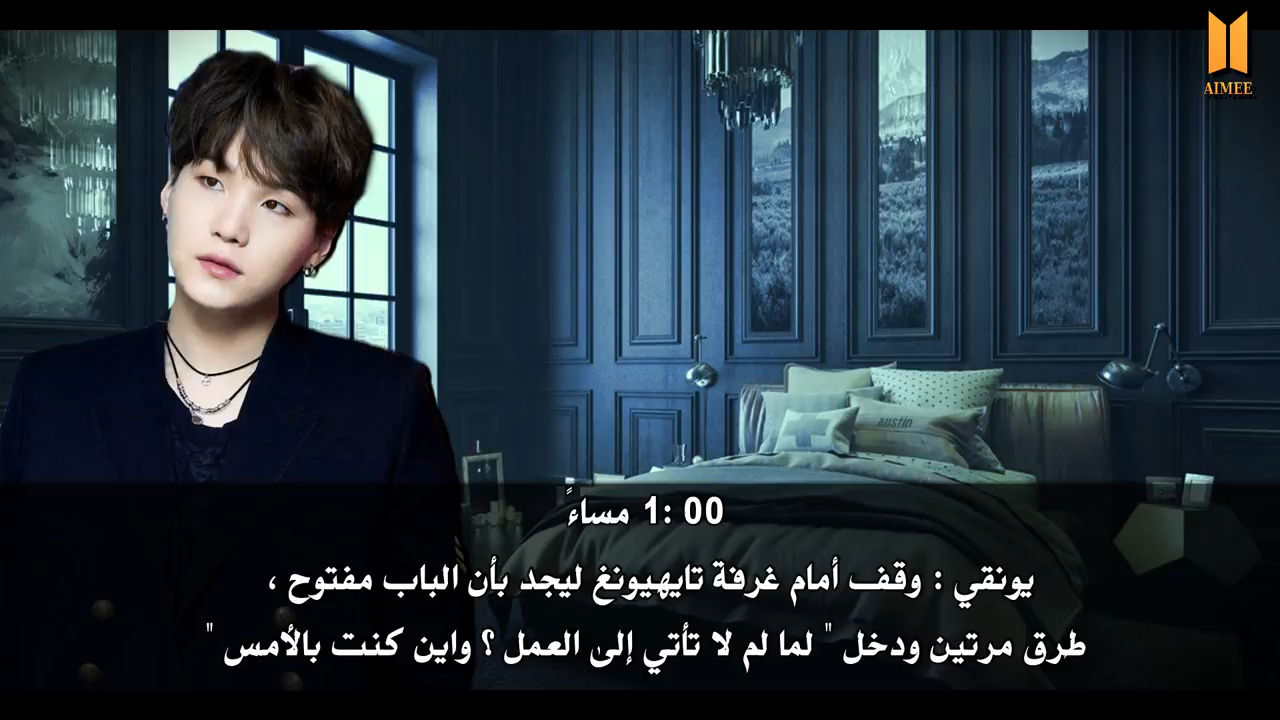 AIMEE
1: 00 مساءً
يونقي : وقف أمام غرفة تايهيونغ ليجد بأن الباب مفتوح ،
طرق مرتين ودخل " لما لم لا تأتي إلى العمل ؟ واين كنت بالأمس "
austin